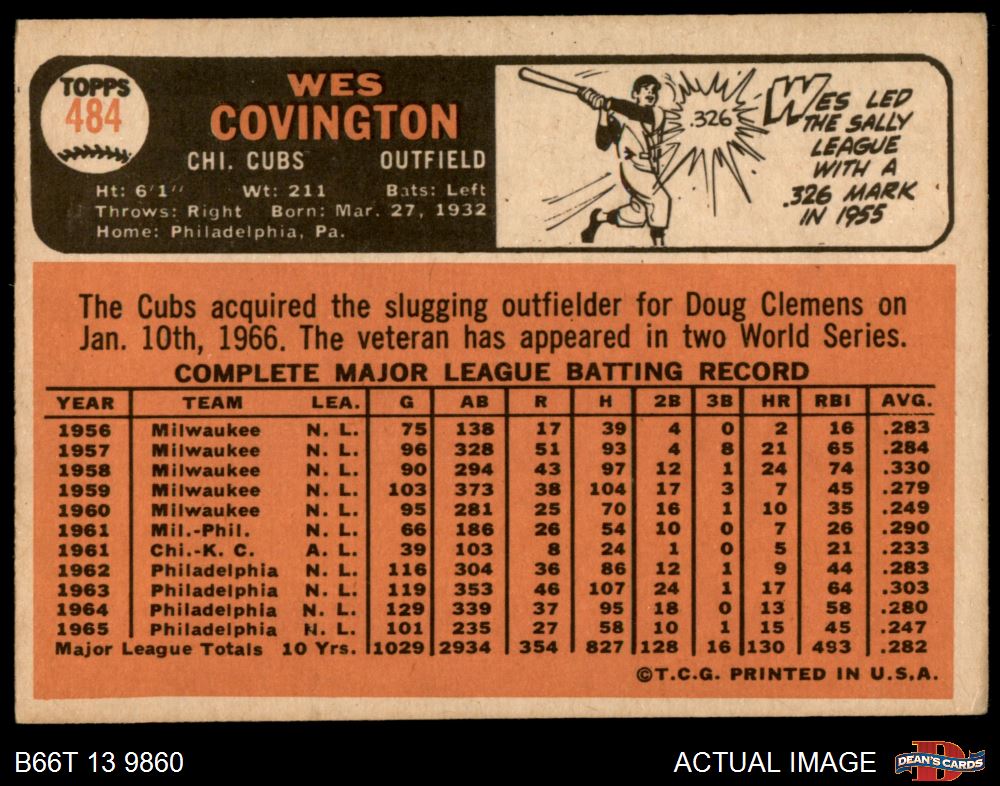 TOPPS
484
WES
COVINGTON
CHI. CUBS OUTFIELD
Ht: 6'1" Wt: 211 Bats: Left
Throws: Right Born: Mar. 27, 1932
Home: Philadelphia, Pa.
.326
WES LED
THE SALLY
LEAGUE
WITH A
.326 MARK
IN 1955
The Cubs acquired the slugging outfielder for Doug Clemens on
Jan. 10th, 1966. The veteran has appeared in two World Series.
COMPLETE MAJOR LEAGUE BATTING RECORD
YEAR TEAM LEA. G AB R H 2B 3B HR RBI AVG.
1956 Milwaukee N. L. 75 138 17 39 4 0 2 16 .283
1957 Milwaukee N. L. 96 328 51 93 4 8 21 65 .284
1958 Milwaukee N. L. 90 294 43 97 12 1 24 74 .330
1959 Milwaukee N. L. 103 373 38 104 17 3 7 45 .279
1960 Milwaukee N. L. 95 281 25 70 16 1 10 35 .249
1961 Mil.-Phil. N. L. 66 186 26 54 10 0 7 26 .290
1961 Chi.-K. C. A. L. 39 103 8 24 1 0 5 21 .233
1962 Philadelphia N. L. 116 304 36 86 12 1 9 44 .283
1963 Philadelphia N. L. 119 353 46 107 24 1 17 64 .303
1964 Philadelphia N. L. 129 339 37 95 18 0 13 58 .280
1965 Philadelphia N. L. 101 235 27 58 10 1 15 45 .247
Major League Totals 10 Yrs. 1029 2934 354 827 128 16 130 493 .282
©T.C.G. PRINTED IN U.S.A.
B66T 13 9860 ACTUAL IMAGE
D
DEAN'S CARDS